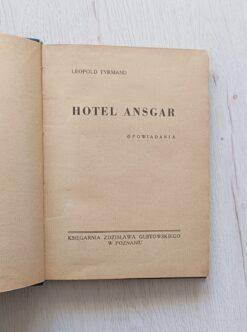 LEOPOLD TYRMAND
HOTEL ANSGAR
OPOWIADANIA
KSIĘGARNIA ZDZISŁAWA GUSTOWSKIEGO
W POZNANIU